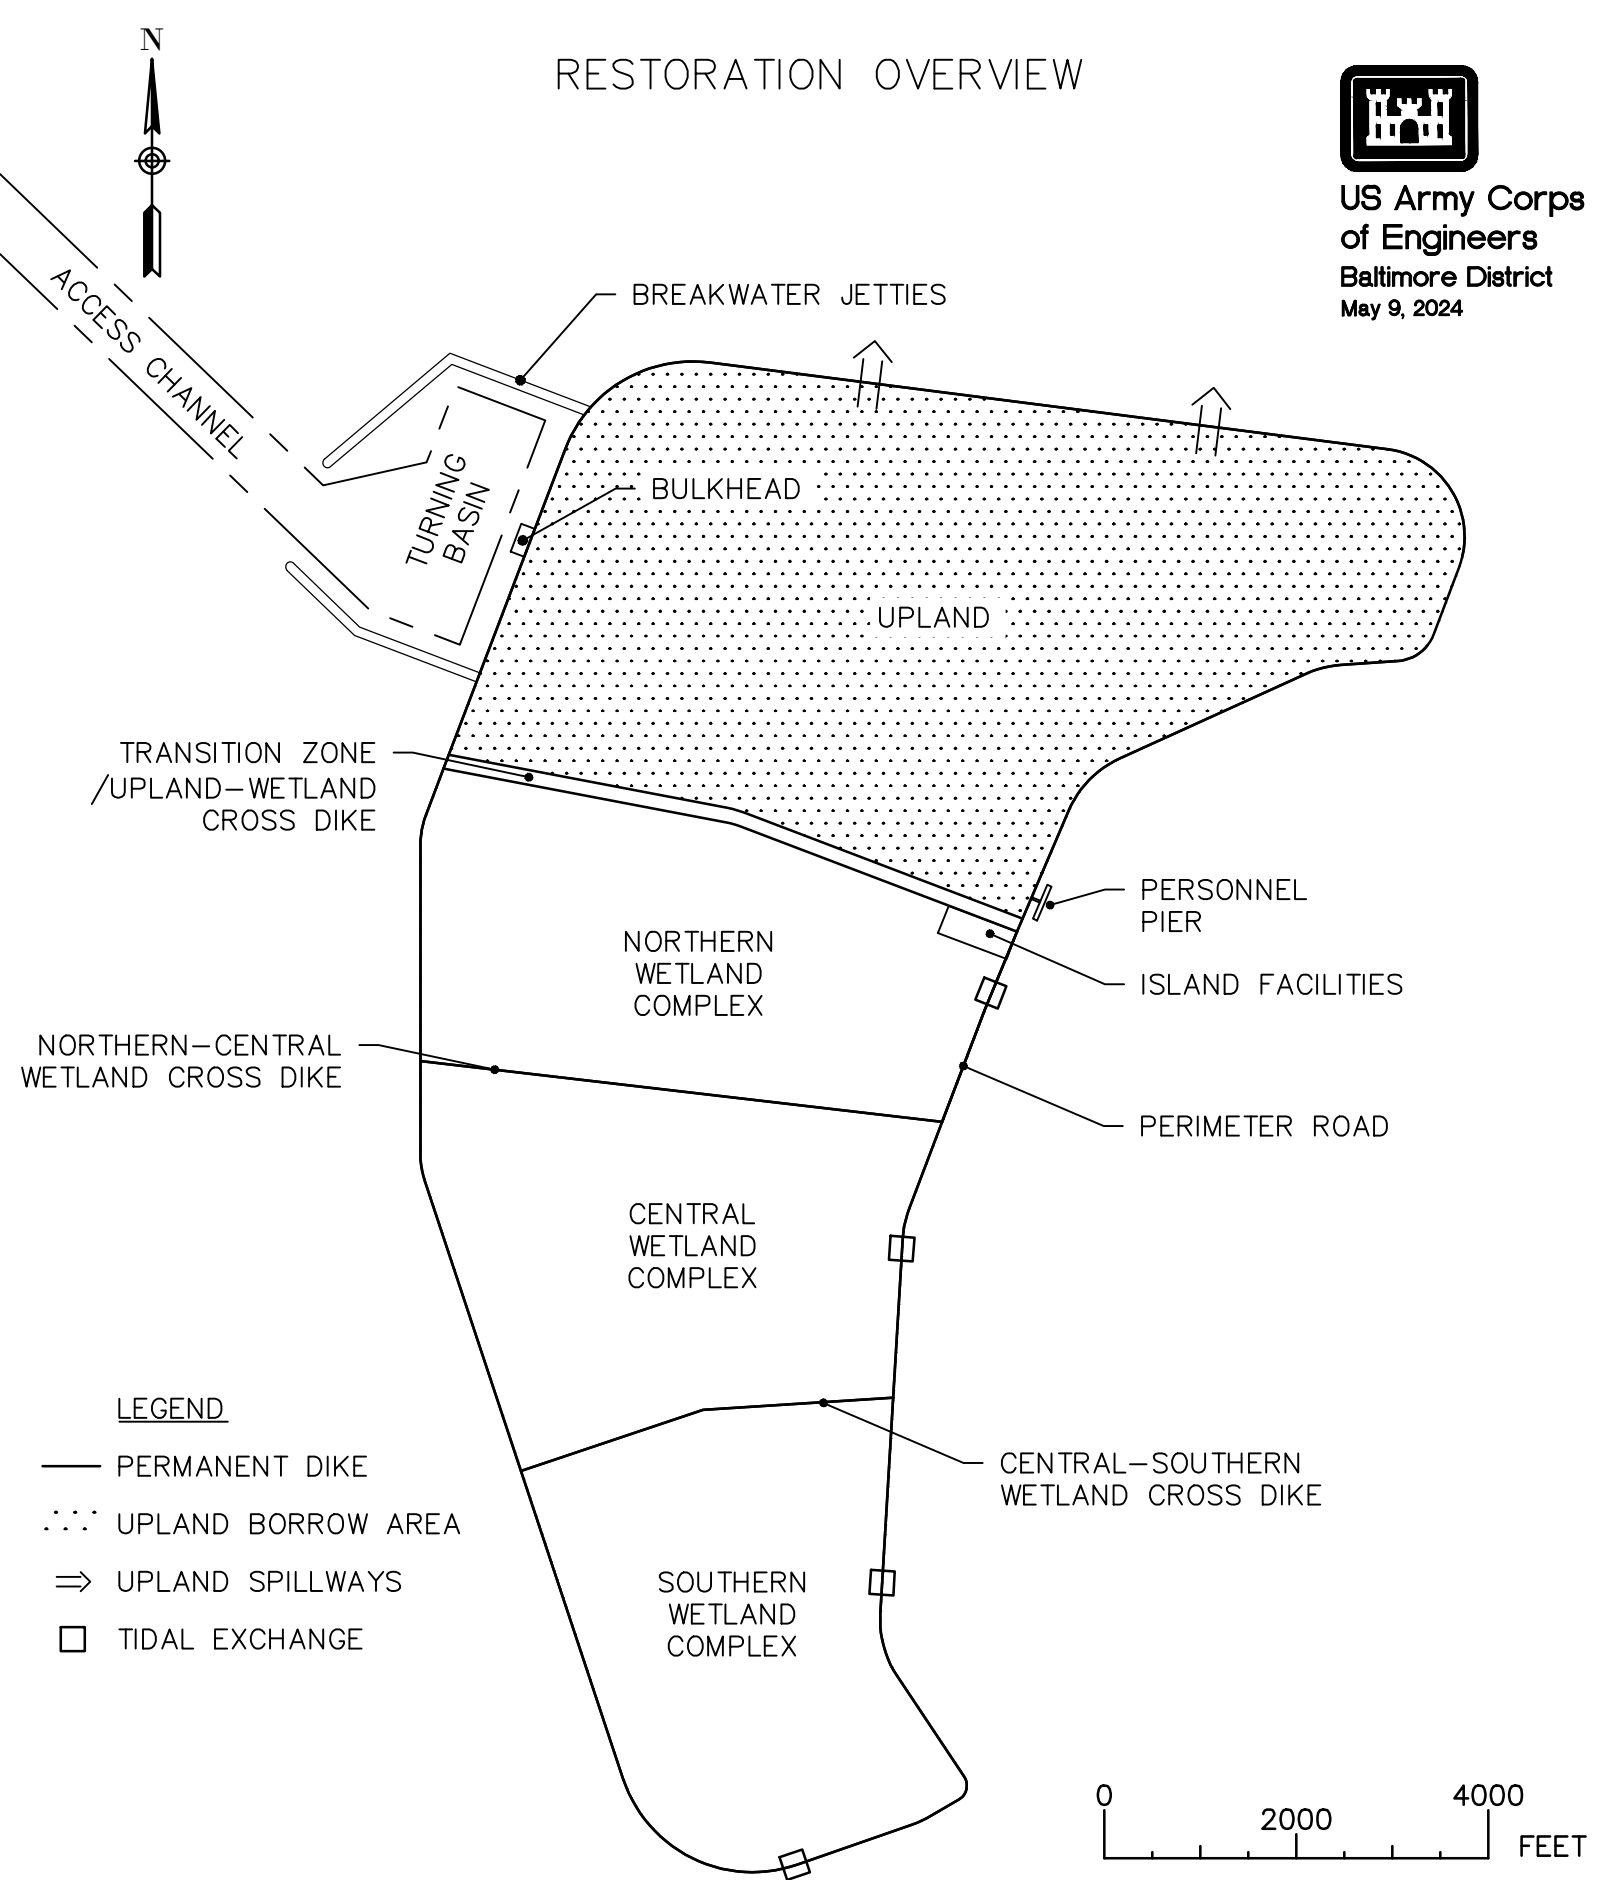 N
RESTORATION OVERVIEW
US Army Corps
of Engineers
Baltimore District
May 9, 2024
ACCESS CHANNEL
BREAKWATER JETTIES
TURNING
BASIN
BULKHEAD
UPLAND
TRANSITION ZONE
/UPLAND-WETLAND
CROSS DIKE
PERSONNEL
PIER
NORTHERN
WETLAND
COMPLEX
ISLAND FACILITIES
NORTHERN-CENTRAL
WETLAND CROSS DIKE
PERIMETER ROAD
CENTRAL
WETLAND
COMPLEX
LEGEND
PERMANENT DIKE
UPLAND BORROW AREA
UPLAND SPILLWAYS
TIDAL EXCHANGE
CENTRAL-SOUTHERN
WETLAND CROSS DIKE
SOUTHERN
WETLAND
COMPLEX
0 4000
2000
FEET